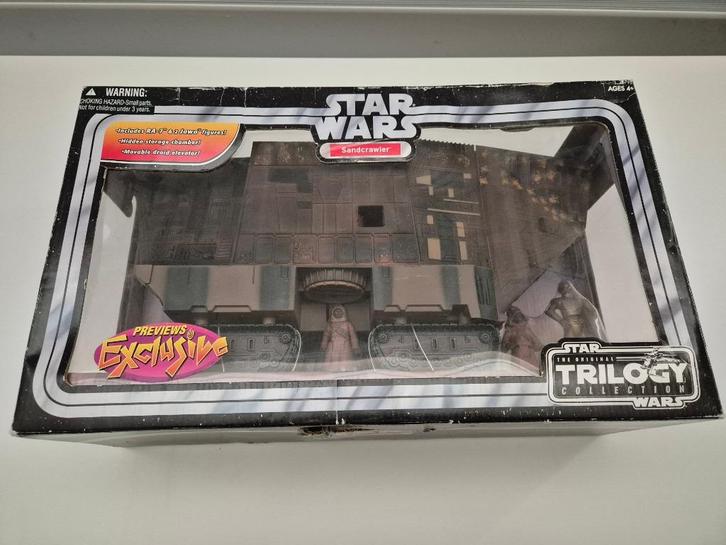 WARNING:
CHOKING HAZARD-Small parts.
Not for children under 3 years.
AGES 4+
STAR
WARS
Sandcrawler
•Includes RA-7 & 2 Jawa figures!
•Hidden storage chamber!
•Movable droid elevator!
PREVIEWS
Exclusive
STAR
THE ORIGINAL
TRILOGY
COLLECTION
WARS